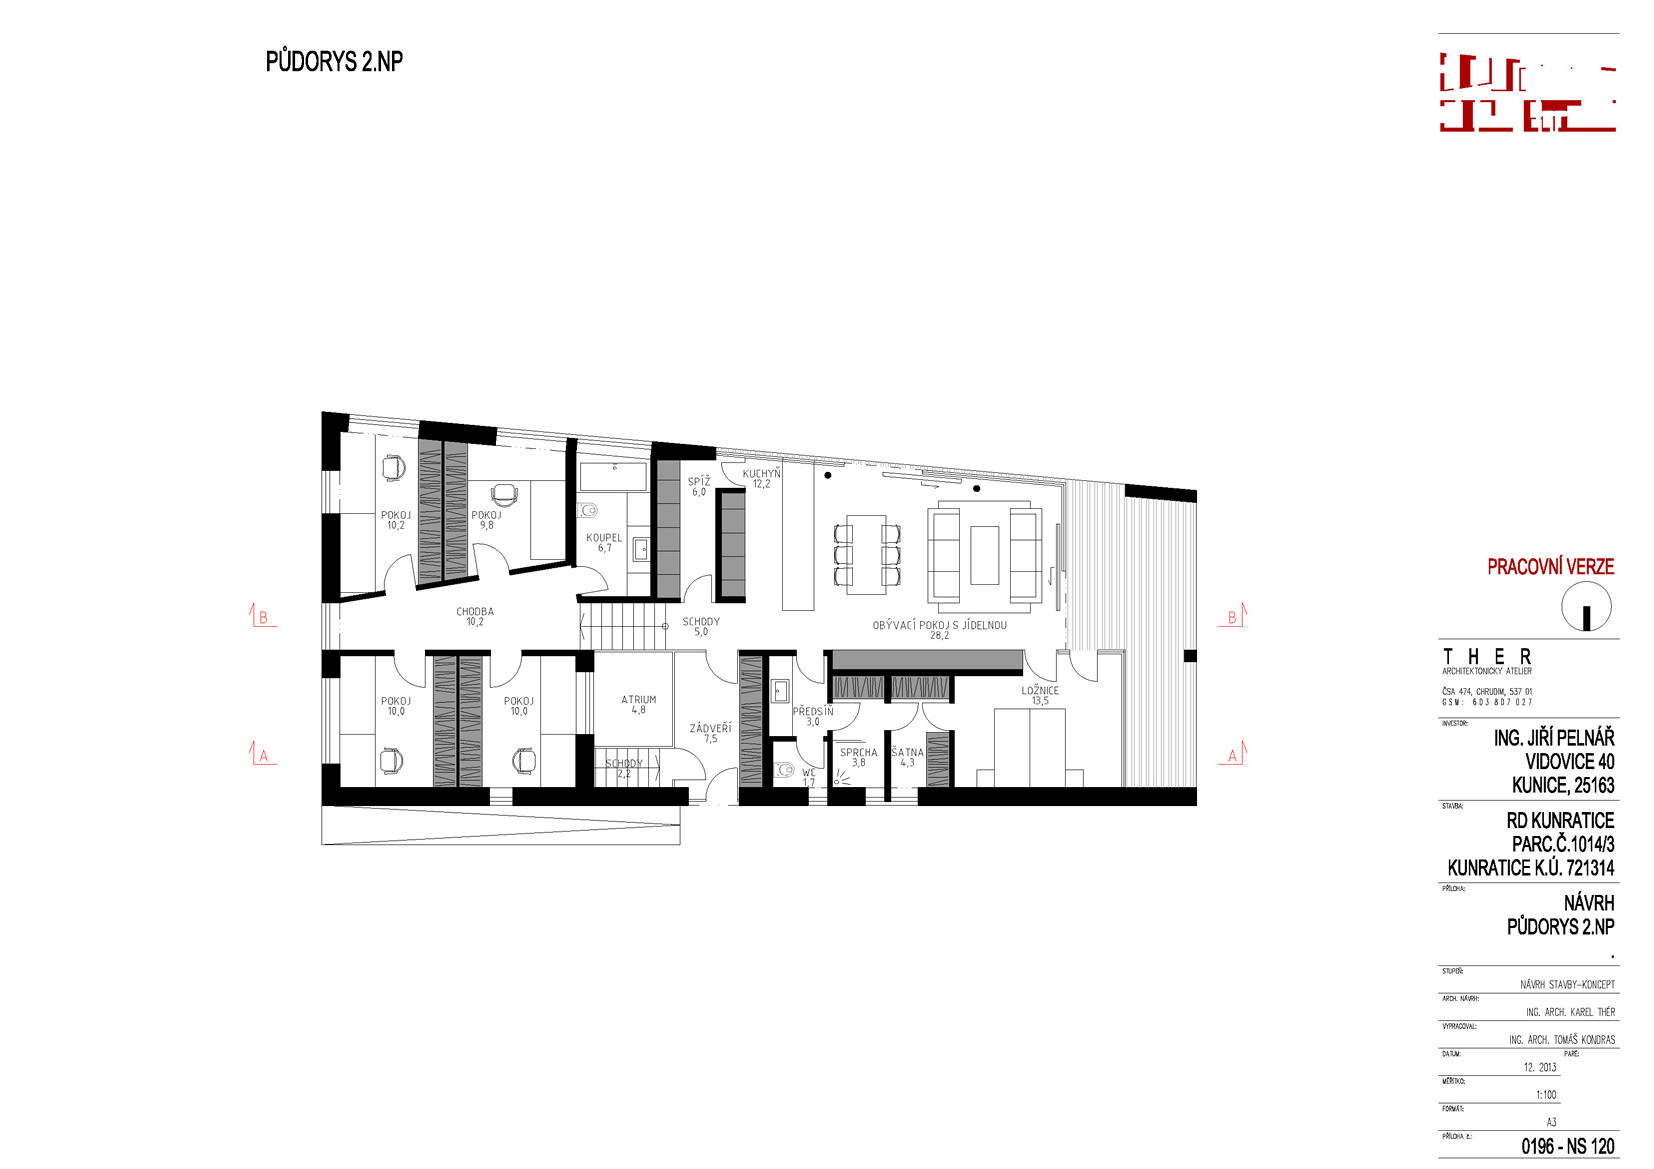 PŮDORYS 2.NP
SPÍŽ
6,0
KUCHYŇ
12,2
POKOJ
10,2
POKOJ
9,8
KOUPEL
6,7
CHODBA
10,2
SCHODY
5,0
OBÝVACÍ POKOJ S JÍDELNOU
28,2
B
B
POKOJ
10,0
POKOJ
10,0
ATRIUM
4,8
ZÁDVEŘÍ
7,5
PŘEDSÍŇ
3,0
LOŽNICE
13,5
SCHODY
2,2
WC
1,7
SPRCHA
3,8
ŠATNA
4,3
A
A
PRACOVNÍ VERZE
THER
ARCHITEKTONICKÝ ATELIER
ČSA 474, CHRUDIM, 537 01
GSM: 603 807 027
INVESTOR:
ING. JIŘÍ PELNÁŘ
VIDOVICE 40
KUNICE, 25163
STAVBA:
RD KUNRATICE
PARC.Č.1014/3
KUNRATICE K.Ú. 721314
PŘÍLOHA:
NÁVRH
PŮDORYS 2.NP
.
STUPEŇ:
NÁVRH STAVBY-KONCEPT
ARCH. NÁVRH:
ING. ARCH. KAREL THÉR
VYPRACOVAL:
ING. ARCH. TOMÁŠ KONDRAS
DATUM:
PARÉ:
12. 2013
MĚŘÍTKO:
1:100
FORMÁT:
A3
PŘÍLOHA Č.:
0196 - NS 120